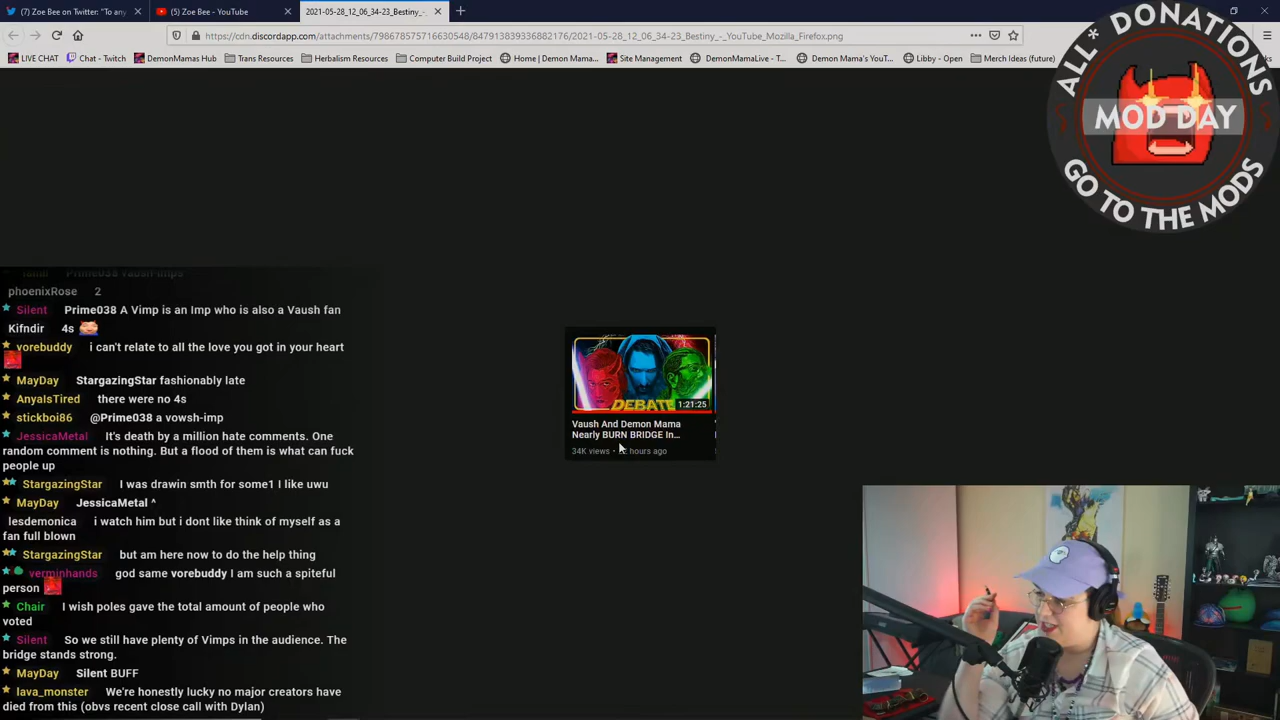 (7) Zoe Bee on Twitter: "To any
(5) Zoe Bee - YouTube
2021-05-28_12_06_34-23_Bestiny_-
https://cdn.discordapp.com/attachments/798678575716630548/847913839336882176/2021-05-28_12_06_34-23_Bestiny_-_YouTube_Mozilla_Firefox.png
LIVE CHAT
Chat - Twitch
DemonMamas Hub
Trans Resources
Herbalism Resources
Computer Build Project
Home | Demon Mama...
Site Management
DemonMamaLive - T...
Demon Mama's YouT...
Libby - Open
Merch Ideas (future)
ALL* DONATIONS
MOD DAY
GO TO THE MODS
phoenixRose 2
Silent Prime038 A Vimp is an Imp who is also a Vaush fan
Kifndir 4s
vorebuddy i can't relate to all the love you got in your heart
MayDay StargazingStar fashionably late
AnyaIsTired there were no 4s
stickboi86 @Prime038 a vowsh-imp
JessicaMetal It's death by a million hate comments. One
random comment is nothing. But a flood of them is what can fuck
people up
StargazingStar I was drawin smth for some1 I like uwu
MayDay JessicaMetal ^
lesdemonica i watch him but i dont like think of myself as a
fan full blown
StargazingStar but am here now to do the help thing
verminhands god same vorebuddy I am such a spiteful
person
Chair I wish poles gave the total amount of people who
voted
Silent So we still have plenty of Vimps in the audience. The
bridge stands strong.
MayDay Silent BUFF
lava_monster We're honestly lucky no major creators have
died from this (obvs recent close call with Dylan)
DEBATE
1:21:25
Vaush And Demon Mama
Nearly BURN BRIDGE In...
34K views • hours ago